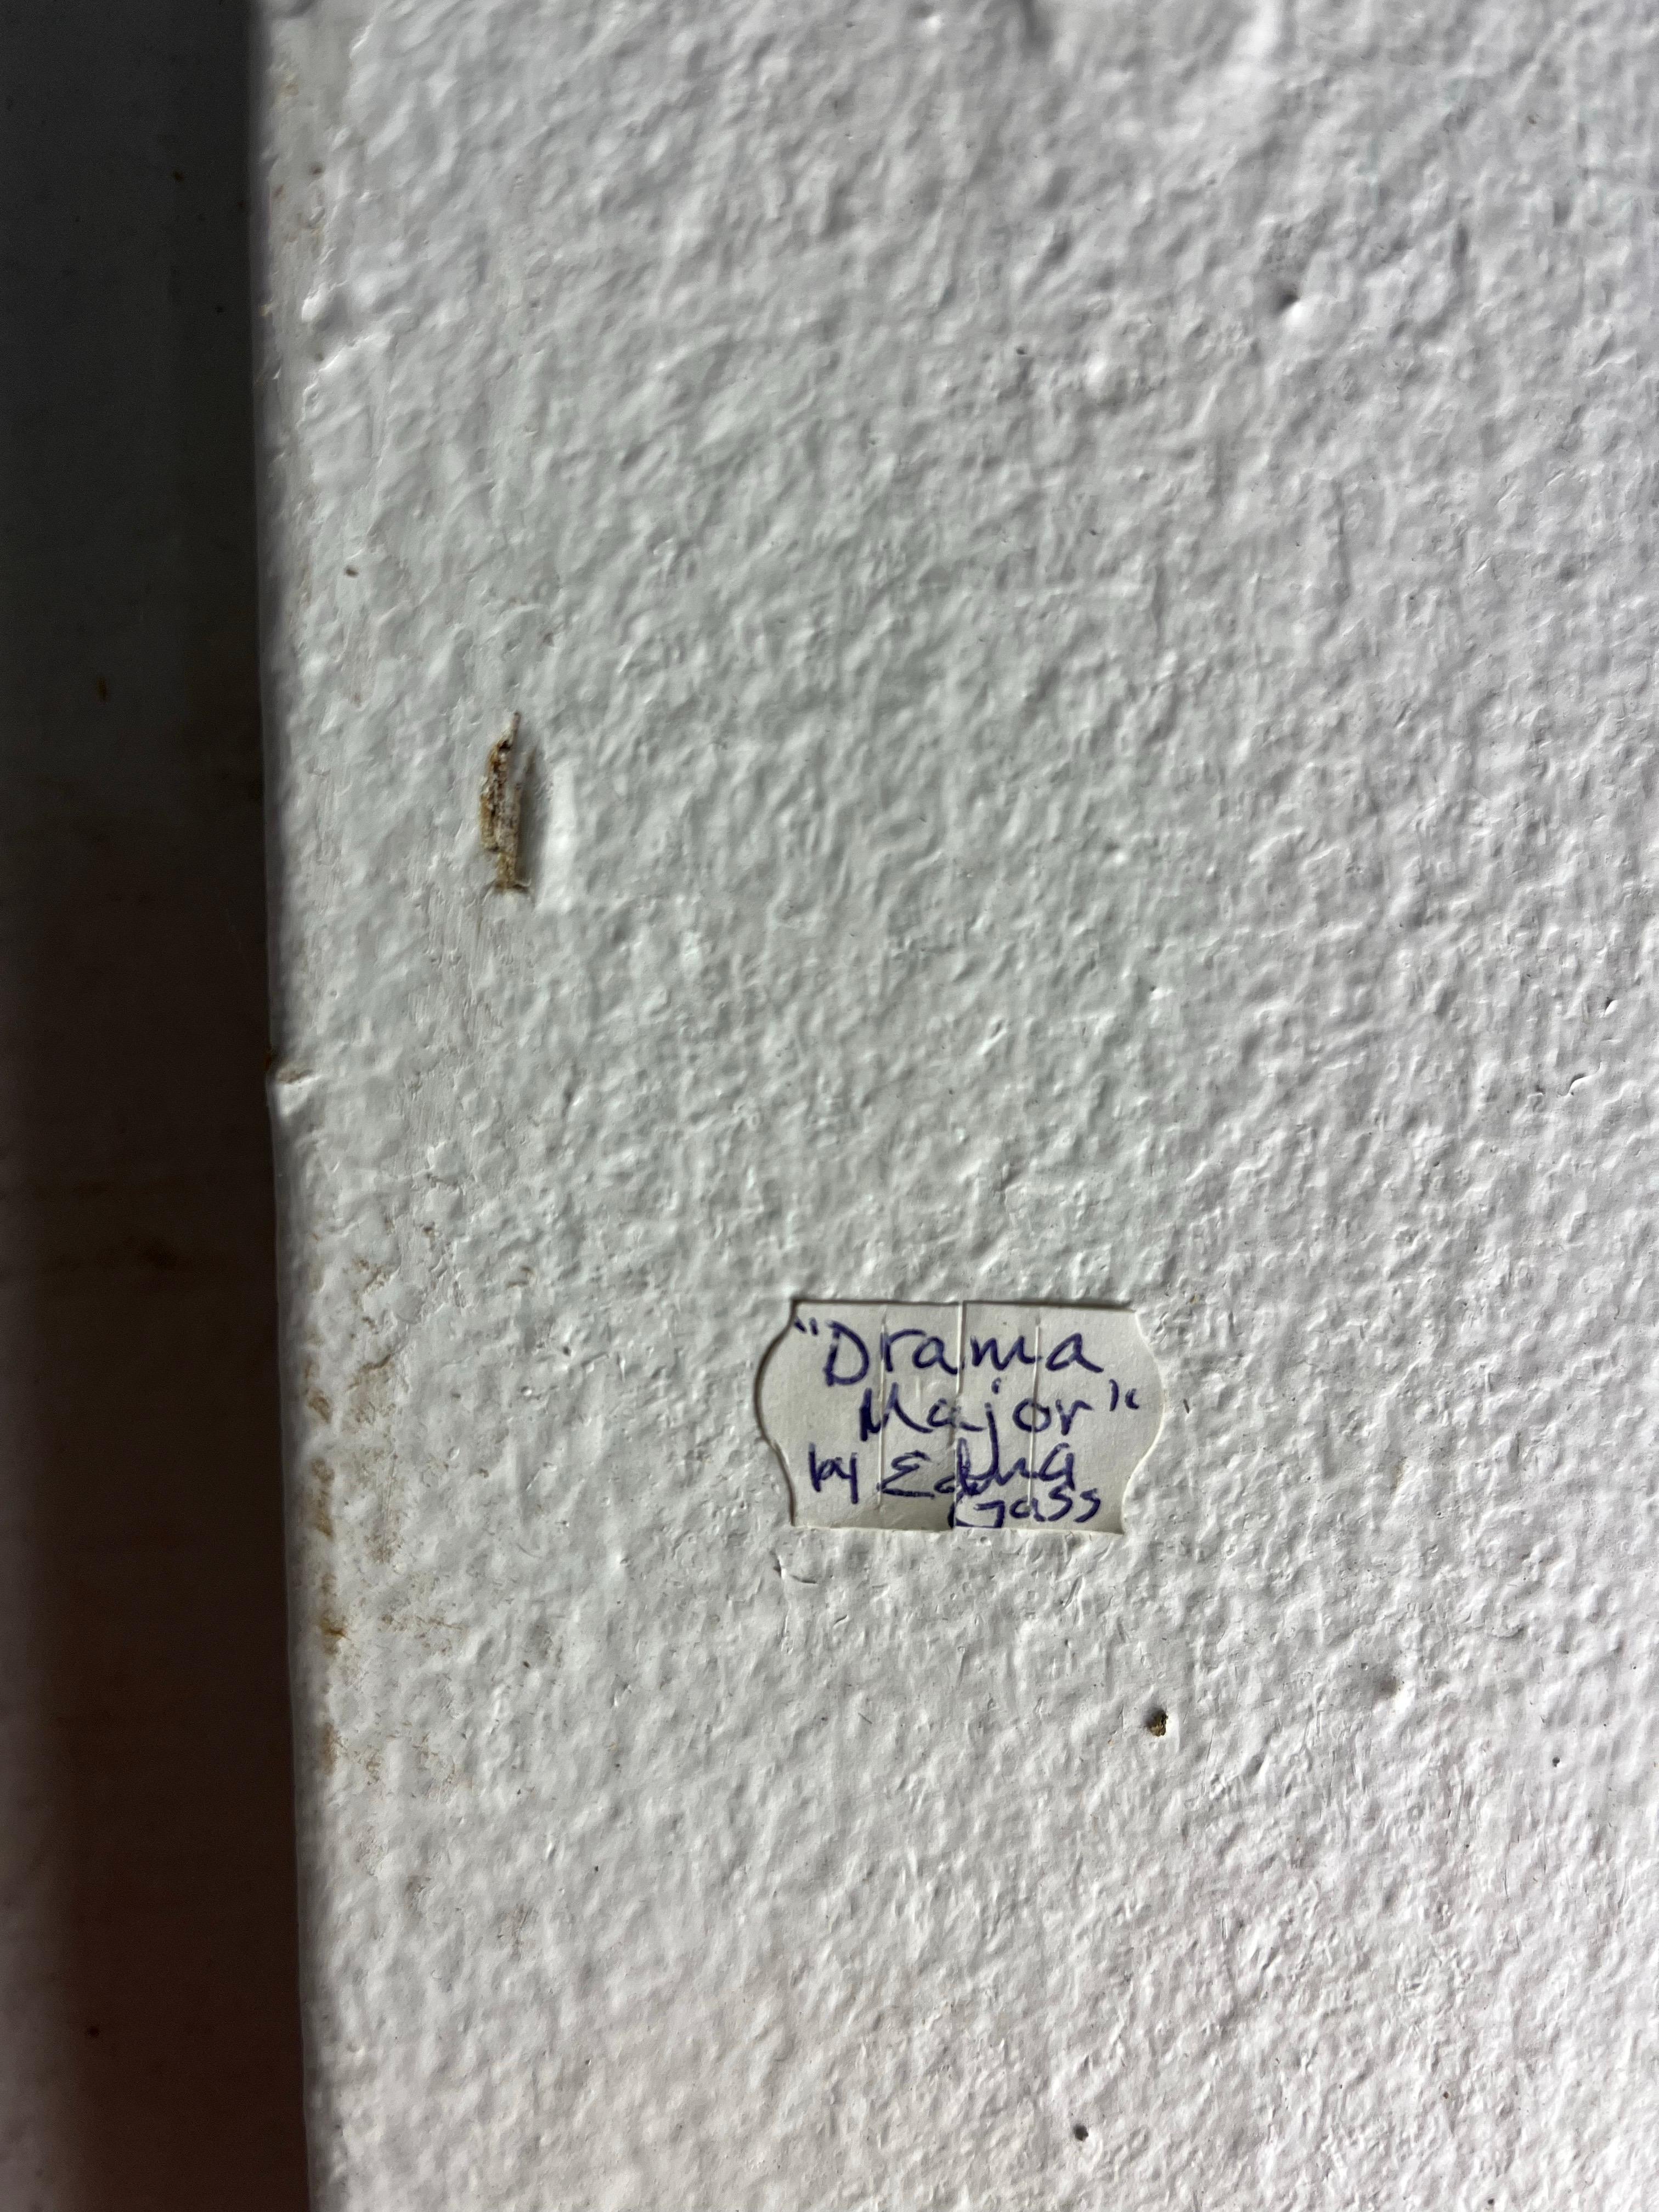 "Drama
Major"
by Edna
Gass